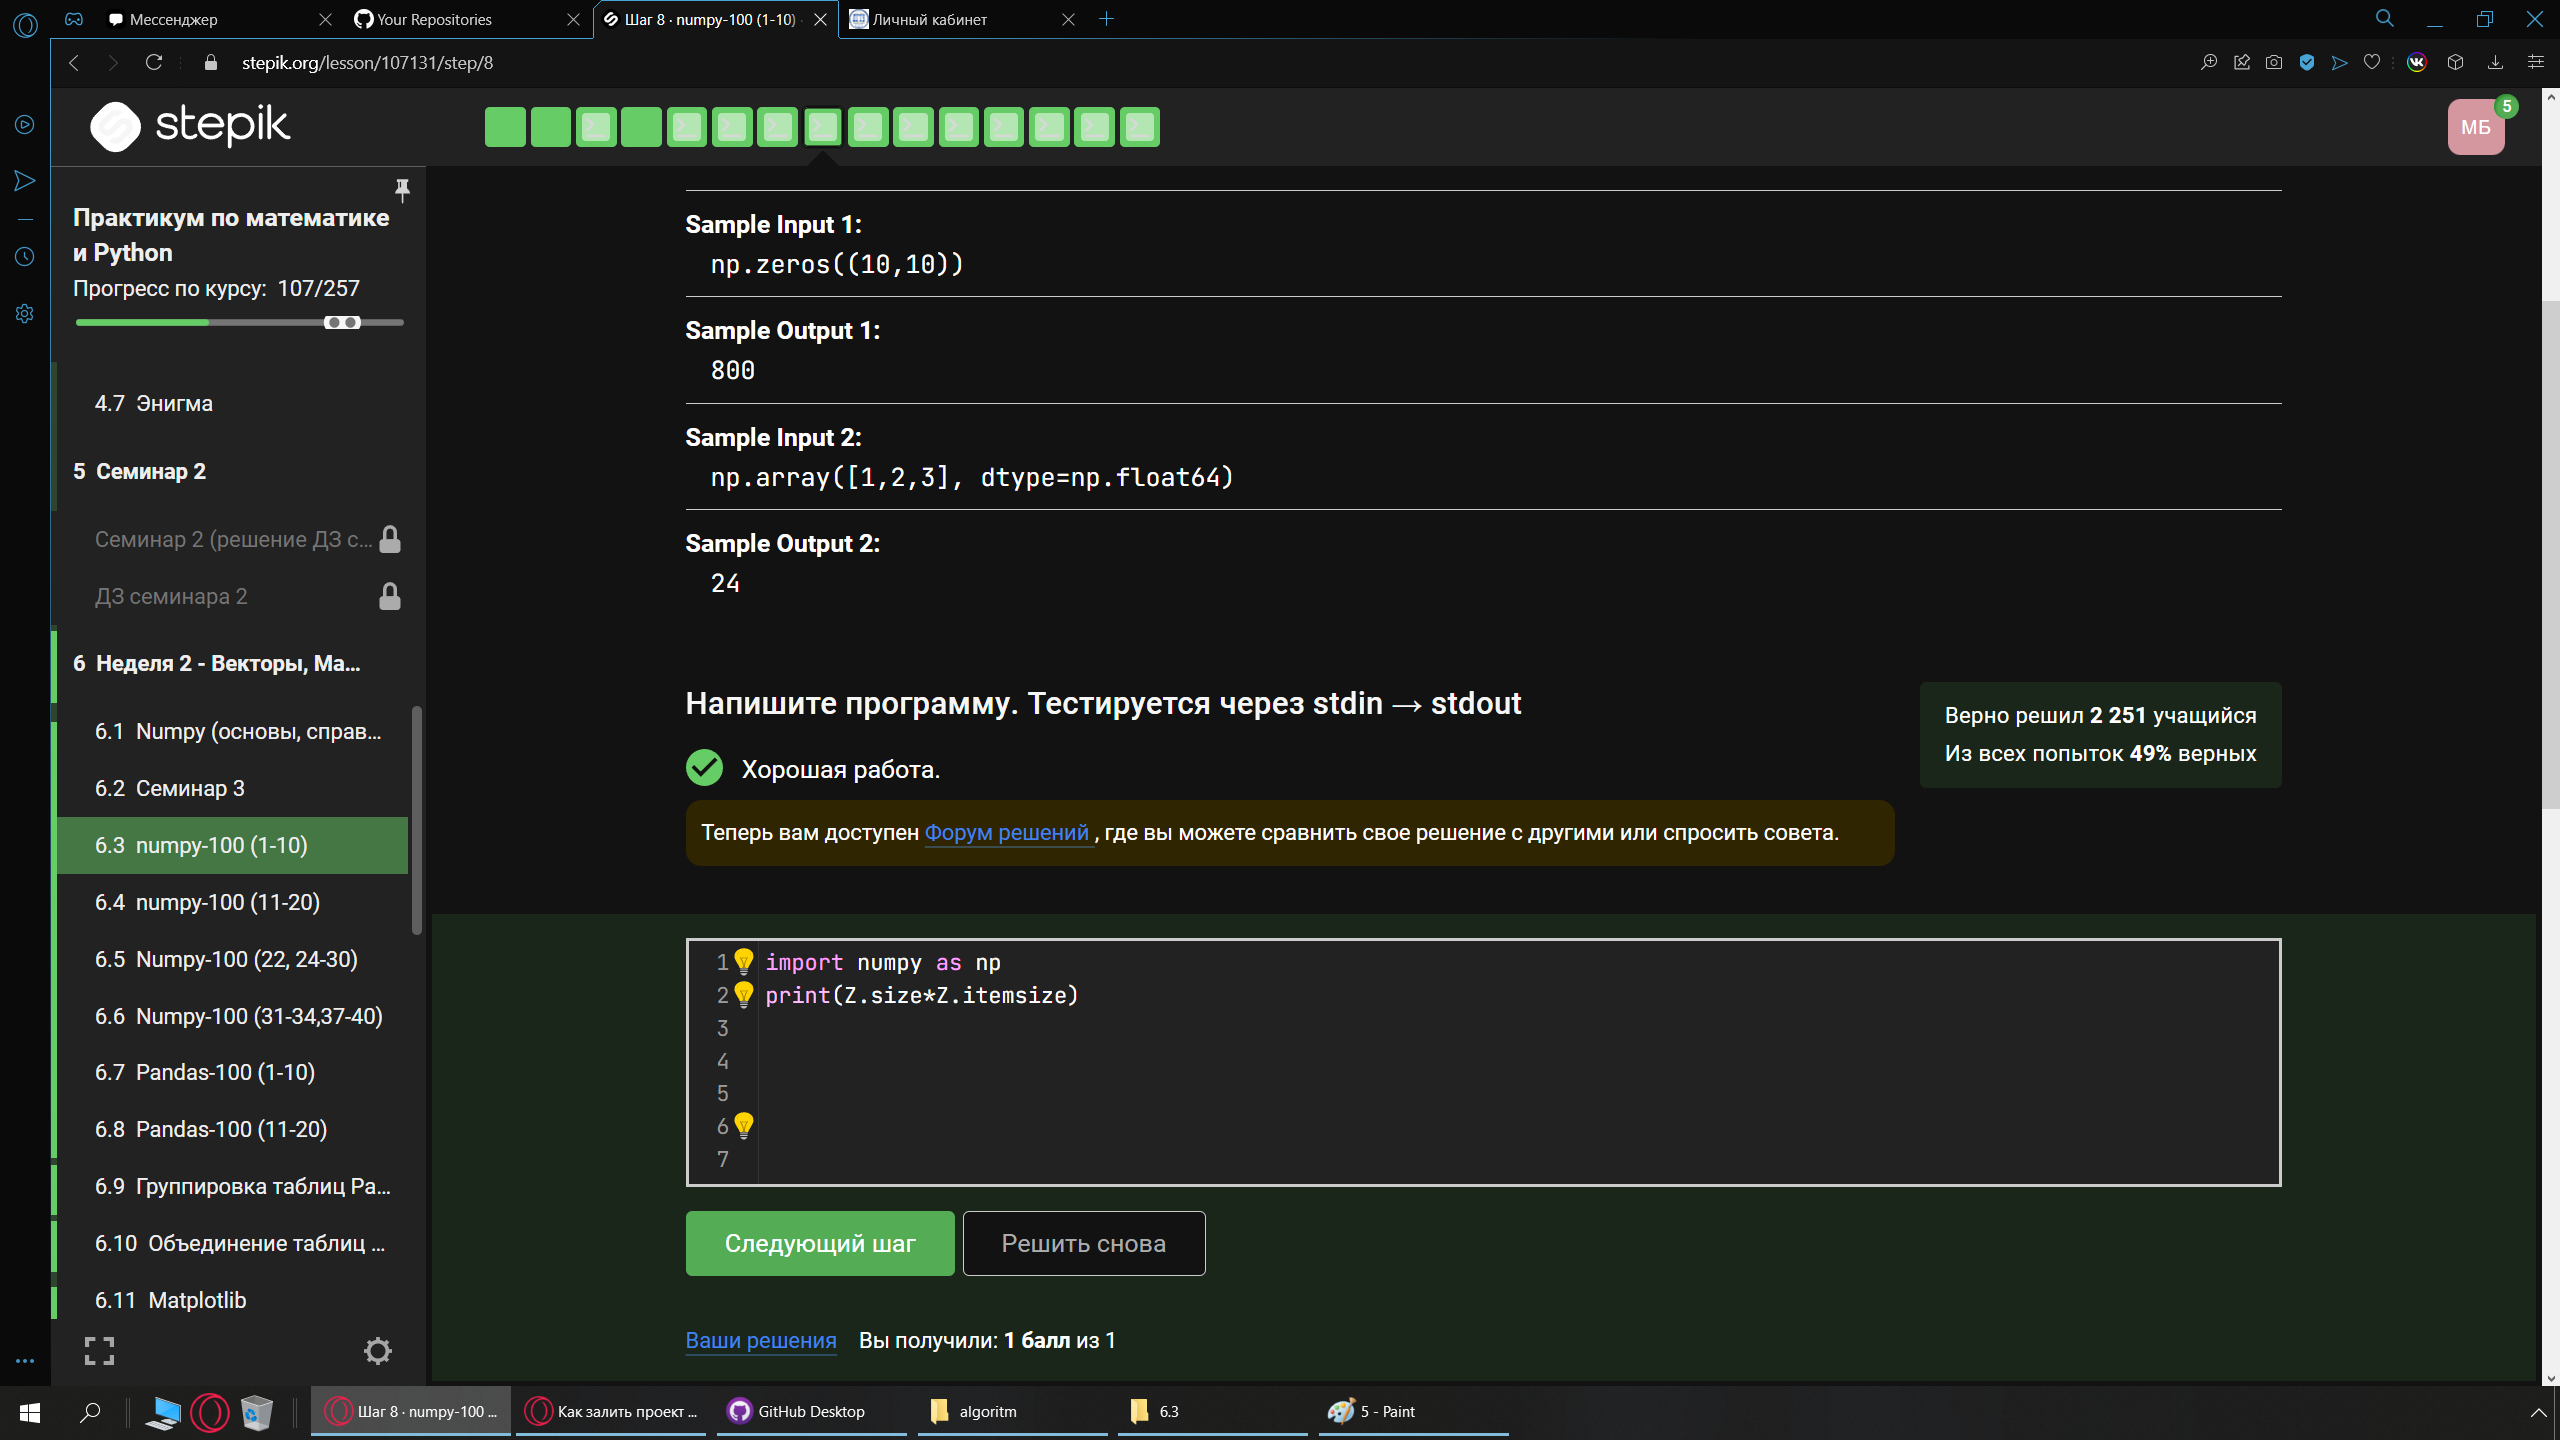 Мессенджер
Your Repositories
Шаг 8 · numpy-100 (1-10)
Личный кабинет
stepik.org/lesson/107131/step/8
stepik
МБ
5
Практикум по математике
и Python
Прогресс по курсу: 107/257
4.7 Энигма
5 Семинар 2
Семинар 2 (решение ДЗ с...
ДЗ семинара 2
6 Неделя 2 - Векторы, Ма...
6.1 Numpy (основы, справ...
6.2 Семинар 3
6.3 numpy-100 (1-10)
6.4 numpy-100 (11-20)
6.5 Numpy-100 (22, 24-30)
6.6 Numpy-100 (31-34,37-40)
6.7 Pandas-100 (1-10)
6.8 Pandas-100 (11-20)
6.9 Группировка таблиц Pa...
6.10 Объединение таблиц ...
6.11 Matplotlib
Sample Input 1:
np.zeros((10,10))
Sample Output 1:
800
Sample Input 2:
np.array([1,2,3], dtype=np.float64)
Sample Output 2:
24
Напишите программу. Тестируется через stdin → stdout
Верно решил 2 251 учащийся
Из всех попыток 49% верных
Хорошая работа.
Теперь вам доступен Форум решений , где вы можете сравнить свое решение с другими или спросить совета.
1 import numpy as np
2 print(Z.size*Z.itemsize)
3
4
5
6
7
Следующий шаг
Решить снова
Ваши решения Вы получили: 1 балл из 1
Шаг 8 · numpy-100 ...
Как залить проект ...
GitHub Desktop
algoritm
6.3
5 - Paint